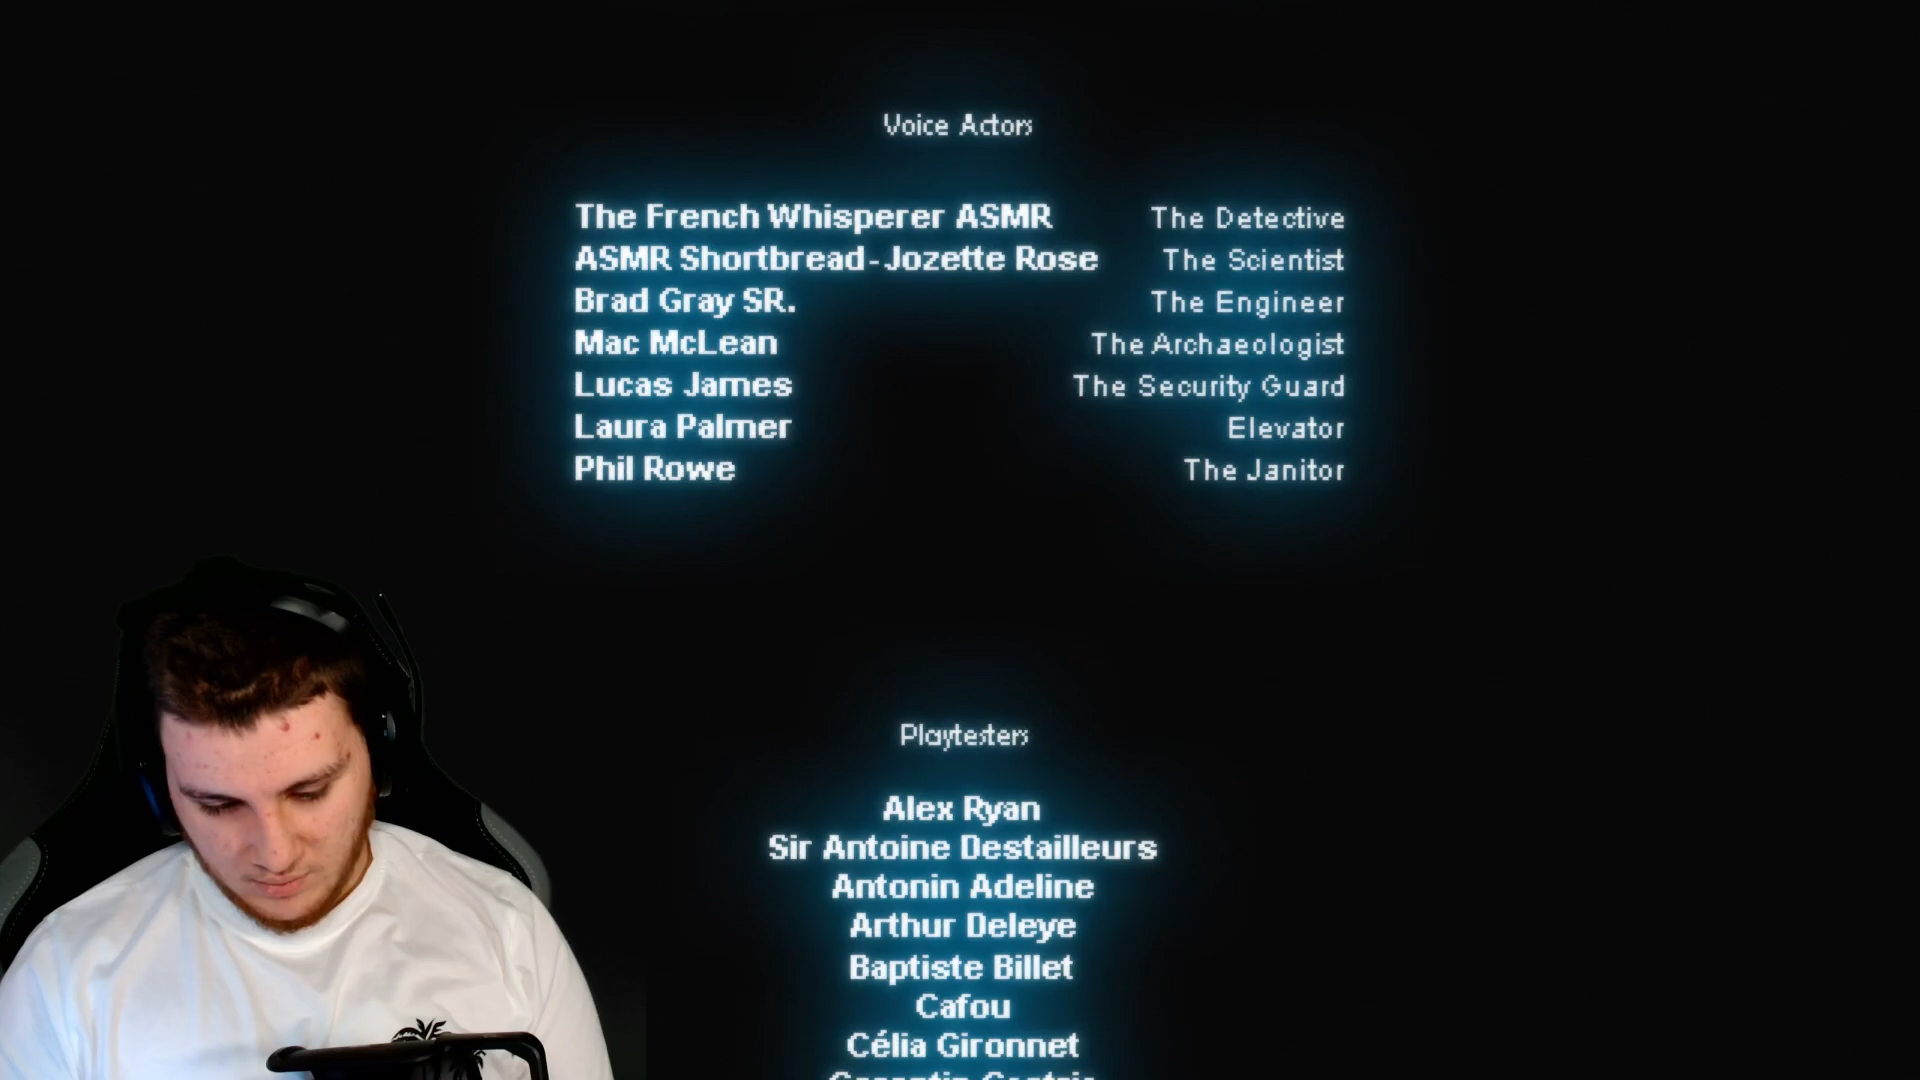 Voice Actors
The French Whisperer ASMR The Detective
ASMR Shortbread - Jozette Rose The Scientist
Brad Gray SR. The Engineer
Mac McLean The Archaeologist
Lucas James The Security Guard
Laura Palmer Elevator
Phil Rowe The Janitor
Playtesters
Alex Ryan
Sir Antoine Destailleurs
Antonin Adeline
Arthur Deleye
Baptiste Billet
Cafou
Célia Gironnet